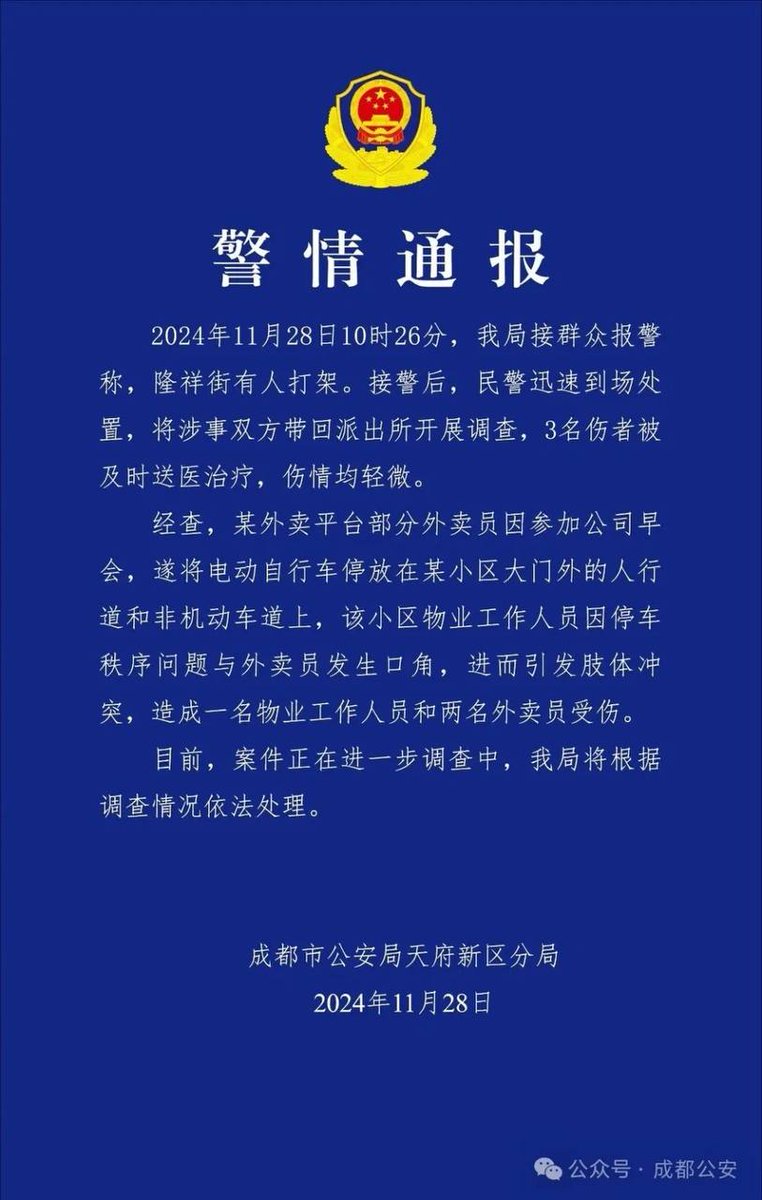 警情通报
2024年11月28日10时26分，我局接群众报警
称，隆祥街有人打架。接警后，民警迅速到场处
置，将涉事双方带回派出所开展调查，3名伤者被
及时送医治疗，伤情均轻微。
经查，某外卖平台部分外卖员因参加公司早
会，遂将电动自行车停放在某小区大门外的人行
道和非机动车道上，该小区物业工作人员因停车
秩序问题与外卖员发生口角，进而引发肢体冲
突，造成一名物业工作人员和两名外卖员受伤。
目前，案件正在进一步调查中，我局将根据
调查情况依法处理。
成都市公安局天府新区分局
2024年11月28日
公众号·成都公安